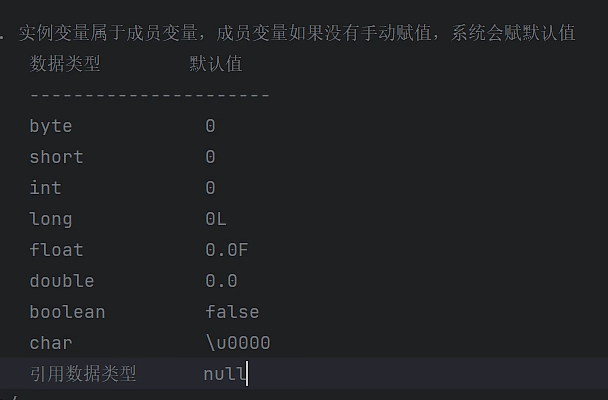 . 实例变量属于成员变量，成员变量如果没有手动赋值，系统会赋默认值
数据类型 默认值
----------------------
byte 0
short 0
int 0
long 0L
float 0.0F
double 0.0
boolean false
char \u0000
引用数据类型 null